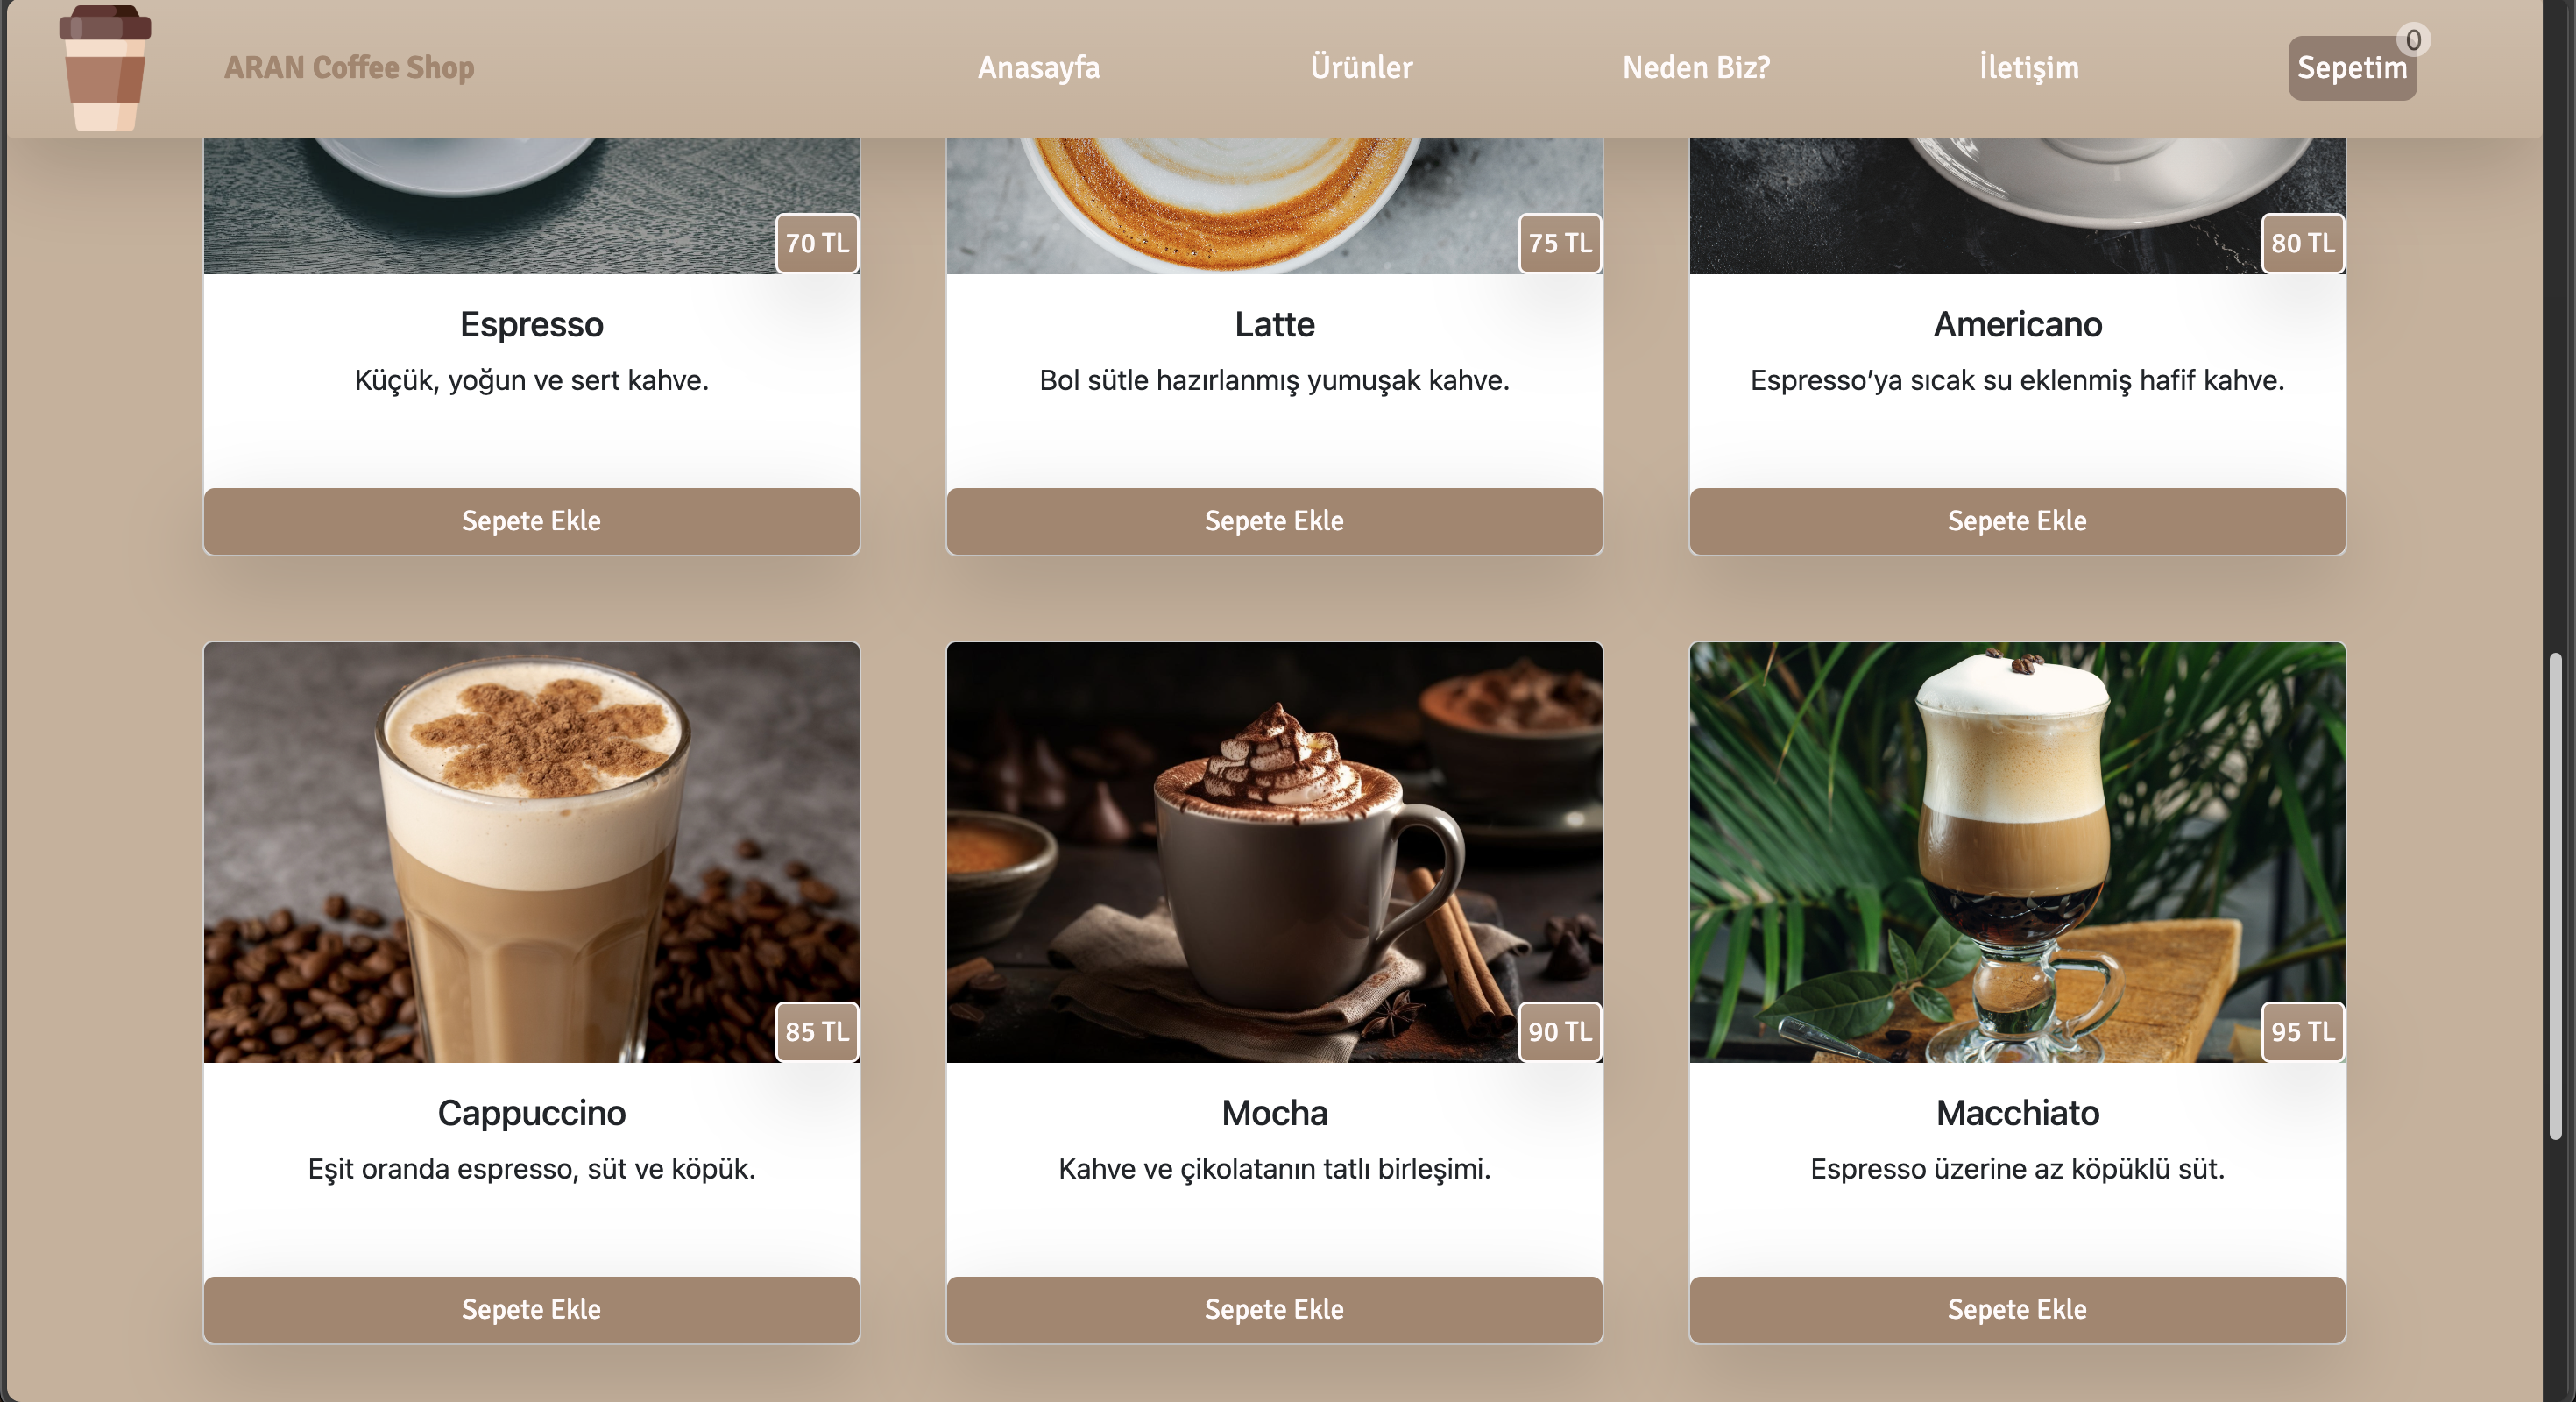 ARAN Coffee Shop
Anasayfa
Ürünler
Neden Biz?
İletişim
Sepetim
0
70 TL
75 TL
80 TL
Espresso
Küçük, yoğun ve sert kahve.
Sepete Ekle
Latte
Bol sütle hazırlanmış yumuşak kahve.
Sepete Ekle
Americano
Espresso’ya sıcak su eklenmiş hafif kahve.
Sepete Ekle
85 TL
90 TL
95 TL
Cappuccino
Eşit oranda espresso, süt ve köpük.
Sepete Ekle
Mocha
Kahve ve çikolatanın tatlı birleşimi.
Sepete Ekle
Macchiato
Espresso üzerine az köpüklü süt.
Sepete Ekle